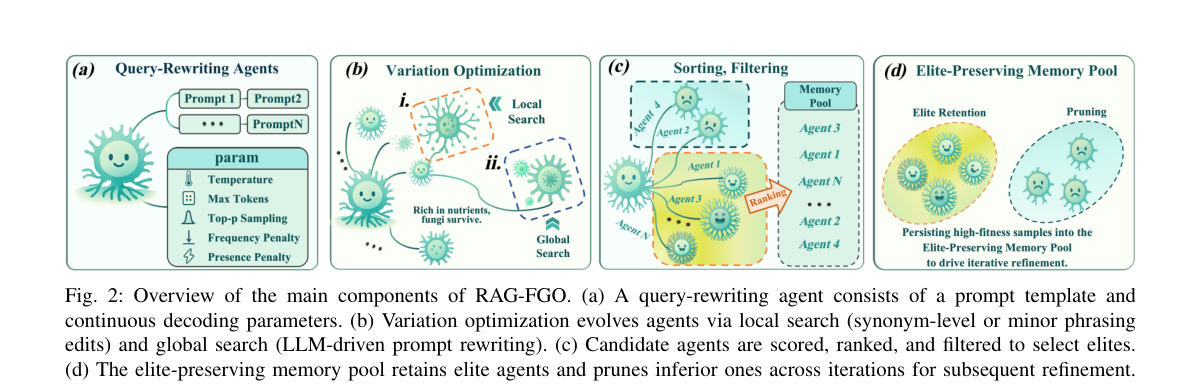 (a) Query-Rewriting Agents
Prompt 1
Prompt2
•••
PromptN
param
Temperature
Max Tokens
Top-p Sampling
Frequency Penalty
Presence Penalty
(b) Variation Optimization
i.
Local
Search
ii.
Rich in nutrients,
fungi survive.
•••
Global
Search
(c) Sorting, Filtering
Agent 4
Agent 2
Agent 1
Agent 3
•••
Agent N
Ranking
Memory
Pool
Agent 3
Agent 1
Agent N
•••
Agent 2
Agent 4
(d) Elite-Preserving Memory Pool
Elite Retention
Pruning
Persisting high-fitness samples into the
Elite-Preserving Memory Pool
to drive iterative refinement.
Fig. 2: Overview of the main components of RAG-FGO. (a) A query-rewriting agent consists of a prompt template and
continuous decoding parameters. (b) Variation optimization evolves agents via local search (synonym-level or minor phrasing
edits) and global search (LLM-driven prompt rewriting). (c) Candidate agents are scored, ranked, and filtered to select elites.
(d) The elite-preserving memory pool retains elite agents and prunes inferior ones across iterations for subsequent refinement.